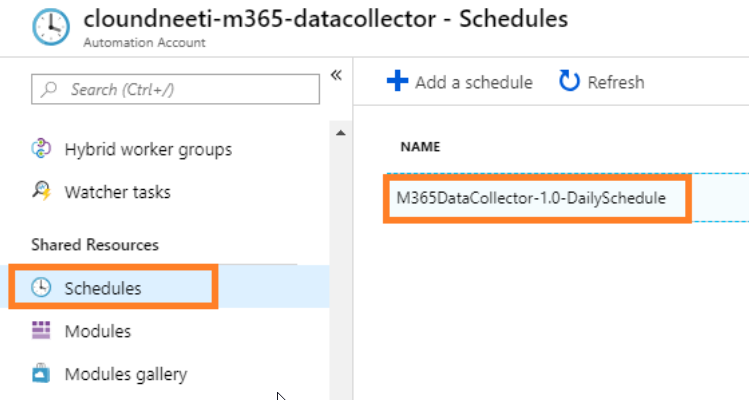 cloundneeti-m365-datacollector - Schedules
Automation Account
Search (Ctrl+/)
«
Hybrid worker groups
Watcher tasks
Shared Resources
Schedules
Modules
Modules gallery
Add a schedule
Refresh
NAME
M365DataCollector-1.0-DailySchedule